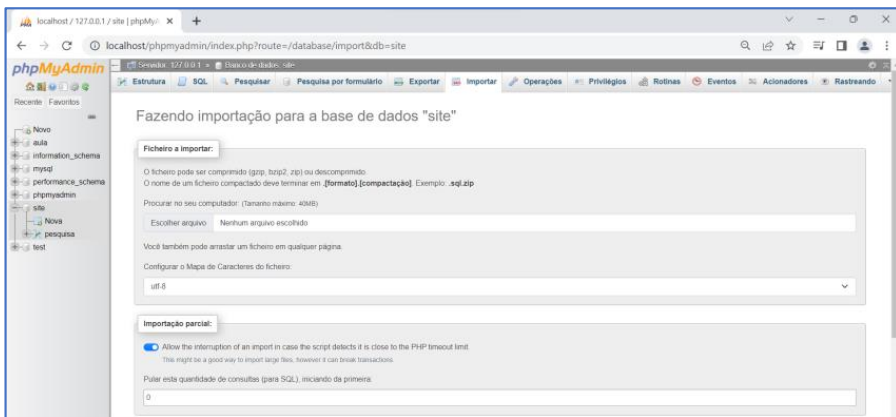 localhost / 127.0.0.1 / site | phpMy
localhost/phpmyadmin/index.php?route=/database/import&db=site
phpMyAdmin
Recente Favoritos
Novo
aula
information_schema
mysql
performance_schema
phpmyadmin
site
Nova
pesquisa
test
Servidor: 127.0.0.1 » Banco de dados: site
Estrutura SQL Pesquisar Pesquisa por formulário Exportar Importar Operações Privilégios Rotinas Eventos Acionadores Rastreando
Fazendo importação para a base de dados "site"
Ficheiro a importar:
O ficheiro pode ser comprimido (gzip, bzip2, zip) ou descomprimido.
O nome de um ficheiro compactado deve terminar em .[formato].[compactação]. Exemplo: .sql.zip
Procurar no seu computador: (Tamanho máximo: 40MB)
Escolher arquivo Nenhum arquivo escolhido
Você também pode arrastar um ficheiro em qualquer página.
Configurar o Mapa de Caracteres do ficheiro:
utf-8
Importação parcial:
Allow the interruption of an import in case the script detects it is close to the PHP timeout limit.
This might be a good way to import large files, however it can break transactions.
Pular esta quantidade de consultas (para SQL), iniciando da primeira:
0